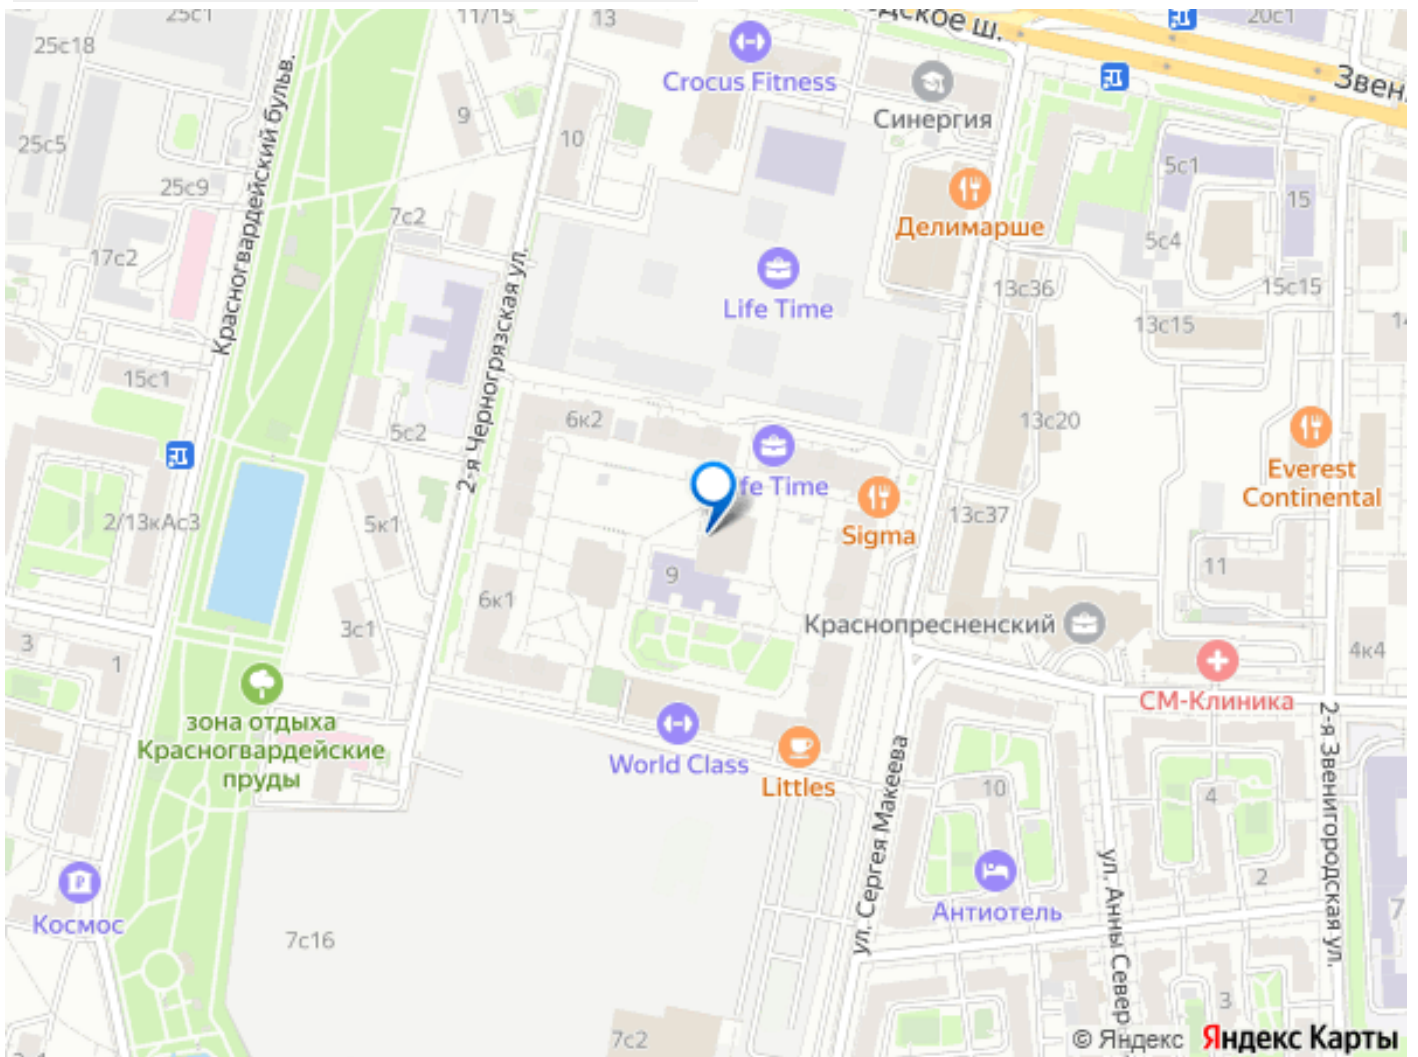 25с1
11/15
13
20с1
25с18
Crocus Fitness
Синергия
Красногвардейский бульв.
9
10
25с5
25с9
5с1
15
7с2
Делимарше
5с4
17с2
Life Time
13с36
15с15
13с15
2-я Черногрязская ул.
15с1
6к2
5с2
13с20
Everest
Continental
2/13кАс3
5к1
Sigma
13с37
9
11
6к1
3с1
Краснопресненский
3
1
4к4
СМ-Клиника
зона отдыха
Красногвардейские
пруды
World Class
Littles
2-я Звенигородская ул.
ул. Сергея Макеева
10
4
2
Космос
Антиотель
7
7с16
ул. Анны Север
3
7с2
© Яндекс Яндекс Карты